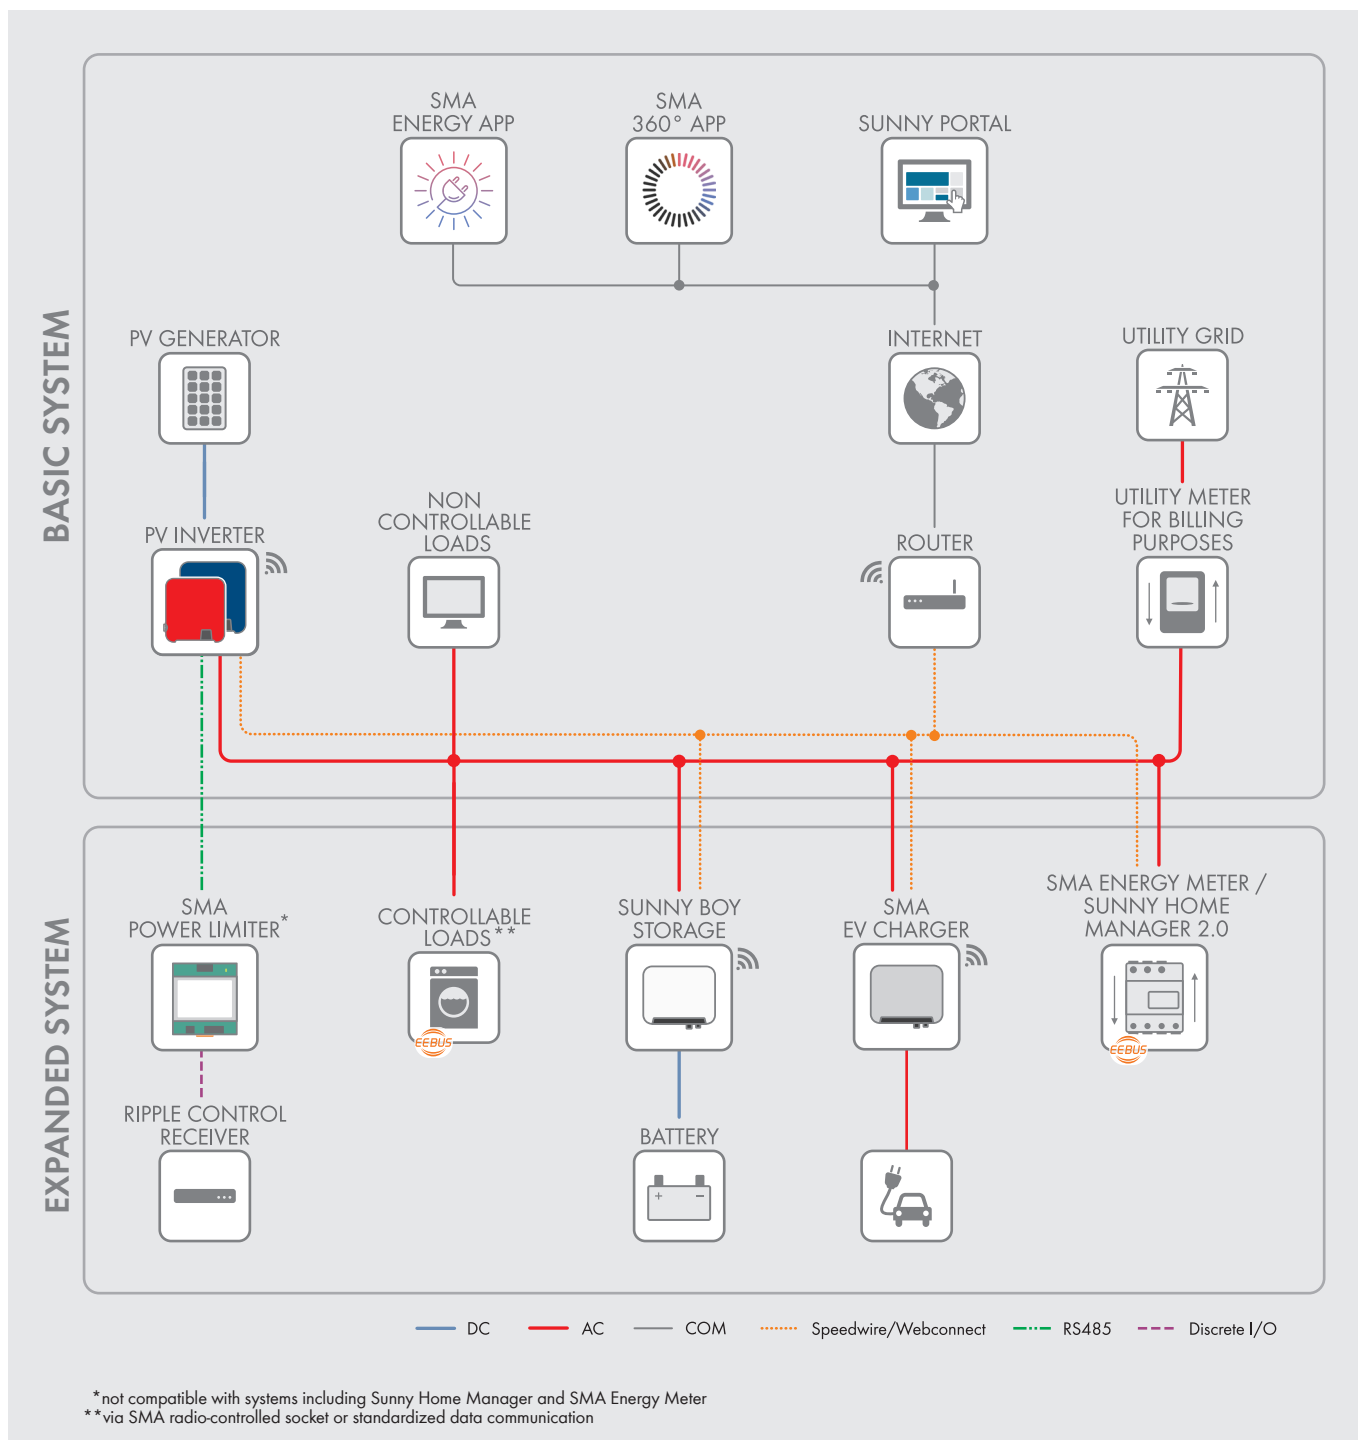 BASIC SYSTEM
SMA
ENERGY APP
SMA
360° APP
SUNNY PORTAL
PV GENERATOR
INTERNET
UTILITY GRID
PV INVERTER
NON
CONTROLLABLE
LOADS
ROUTER
UTILITY METER
FOR BILLING
PURPOSES
EXPANDED SYSTEM
SMA
POWER LIMITER*
CONTROLLABLE
LOADS**
EEBUS
SUNNY BOY
STORAGE
SMA
EV CHARGER
SMA ENERGY METER /
SUNNY HOME
MANAGER 2.0
EEBUS
RIPPLE CONTROL
RECEIVER
BATTERY
+ −
DC
AC
COM
Speedwire/Webconnect
RS485
Discrete I/O
*not compatible with systems including Sunny Home Manager and SMA Energy Meter
**via SMA radio-controlled socket or standardized data communication